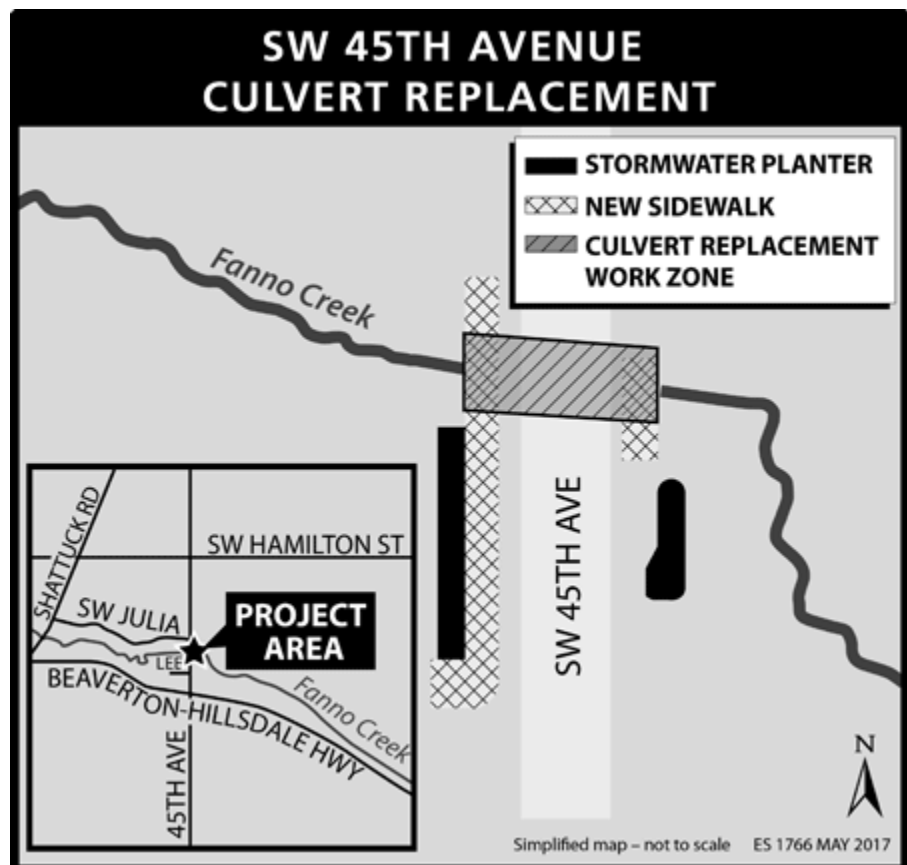 SW 45TH AVENUE
CULVERT REPLACEMENT
STORMWATER PLANTER
NEW SIDEWALK
CULVERT REPLACEMENT
WORK ZONE
Fanno Creek
SW 45TH AVE
SHATTUCK RD
SW HAMILTON ST
SW JULIA
PROJECT
AREA
LEE
BEAVERTON-HILLSDALE HWY
Fanno Creek
45TH AVE
N
Simplified map – not to scale ES 1766 MAY 2017